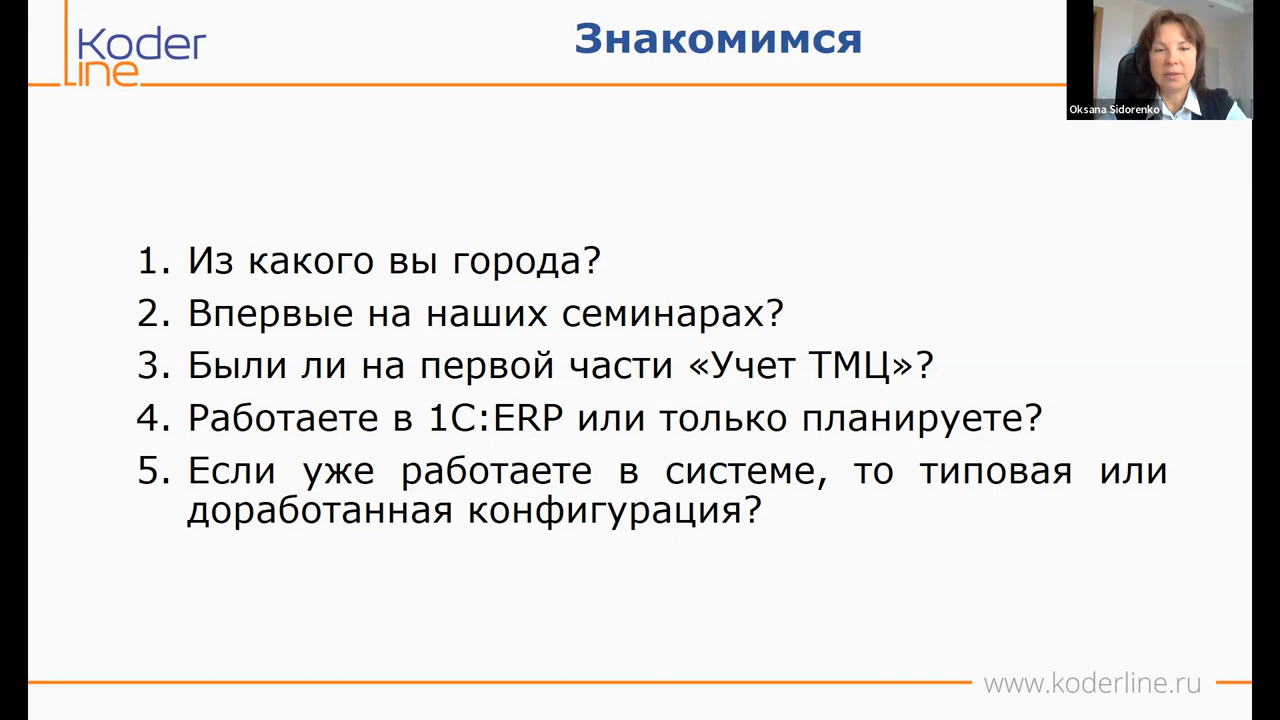 Koder
line
Знакомимся
Oksana Sidorenko
1. Из какого вы города?
2. Впервые на наших семинарах?
3. Были ли на первой части «Учет ТМЦ»?
4. Работаете в 1С:ERP или только планируете?
5. Если уже работаете в системе, то типовая или
доработанная конфигурация?
www.koderline.ru